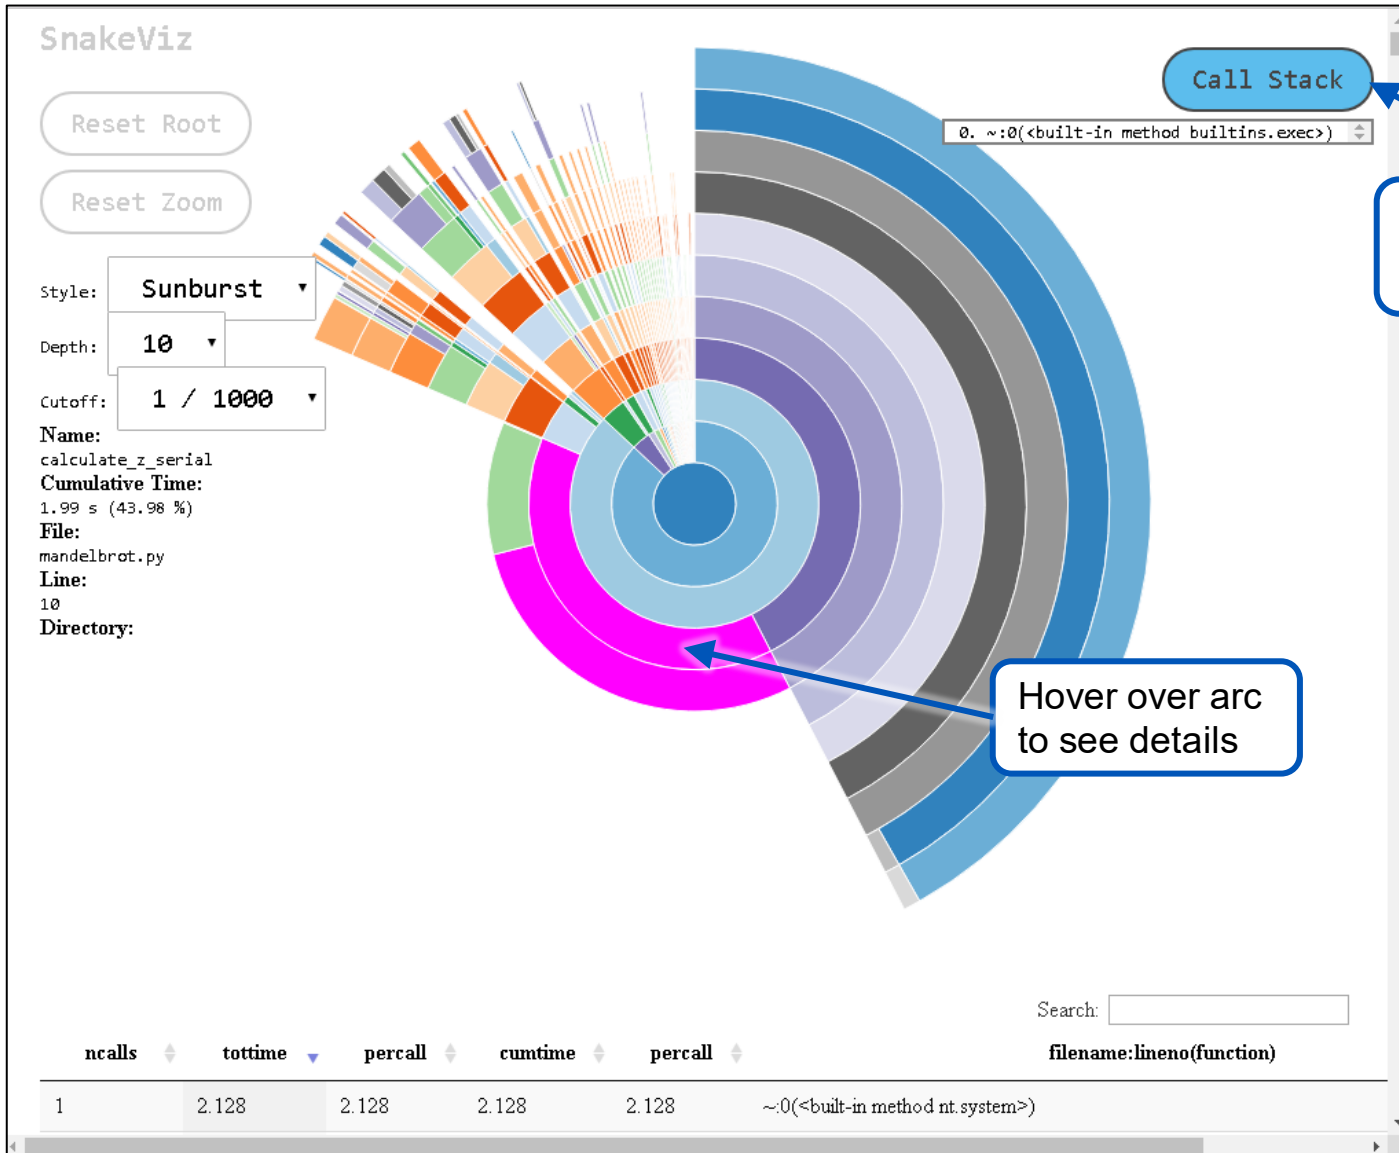 SnakeViz
Call Stack
0. ~:0(<built-in method builtins.exec>)
Reset Root
Reset Zoom
Style: Sunburst
Depth: 10
Cutoff: 1 / 1000
Name:
calculate_z_serial
Cumulative Time:
1.99 s (43.98 %)
File:
mandelbrot.py
Line:
10
Directory:
Hover over arc
to see details
Search:
ncalls tottime percall cumtime percall filename:lineno(function)
1 2.128 2.128 2.128 2.128 ~:0(<built-in method nt.system>)